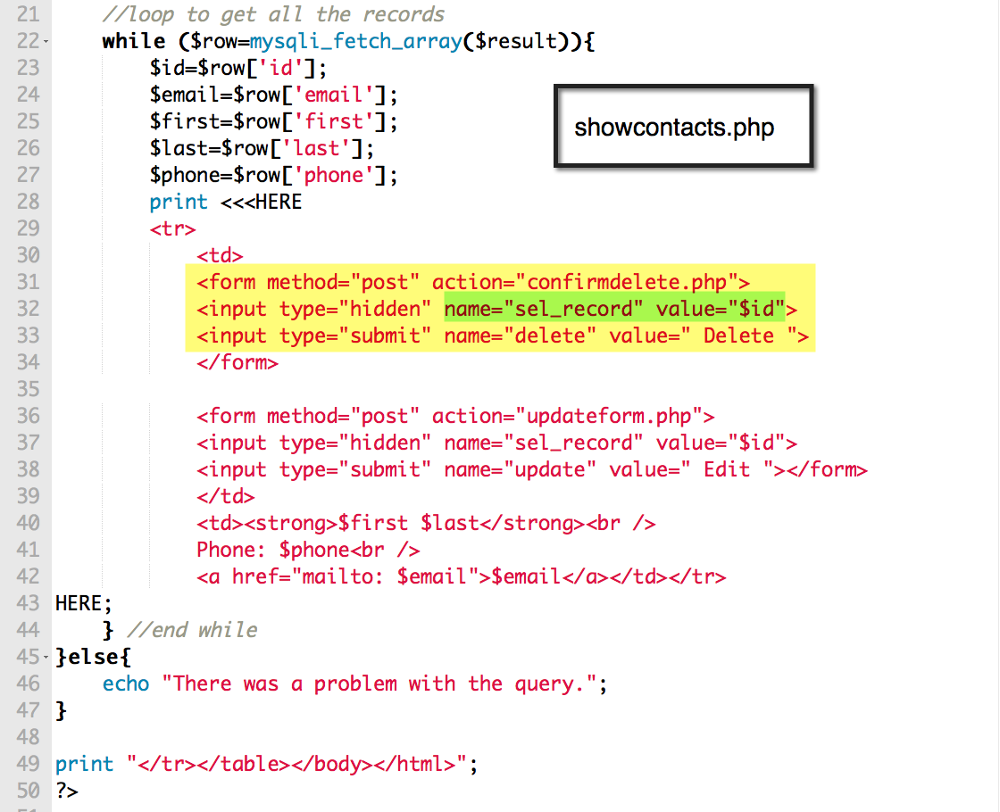 21 //loop to get all the records
22 while ($row=mysqli_fetch_array($result)){
23 $id=$row['id'];
24 $email=$row['email'];
25 $first=$row['first'];
showcontacts.php
26 $last=$row['last'];
27 $phone=$row['phone'];
28 print <<<HERE
29 <tr>
30 <td>
31 <form method="post" action="confirmdelete.php">
32 <input type="hidden" name="sel_record" value="$id">
33 <input type="submit" name="delete" value=" Delete ">
34 </form>
35
36 <form method="post" action="updateform.php">
37 <input type="hidden" name="sel_record" value="$id">
38 <input type="submit" name="update" value=" Edit "></form>
39 </td>
40 <td><strong>$first $last</strong><br />
41 Phone: $phone<br />
42 <a href="mailto: $email">$email</a></td></tr>
43 HERE;
44 } //end while
45 }else{
46 echo "There was a problem with the query.";
47 }
48
49 print "</tr></table></body></html>";
50 ?>